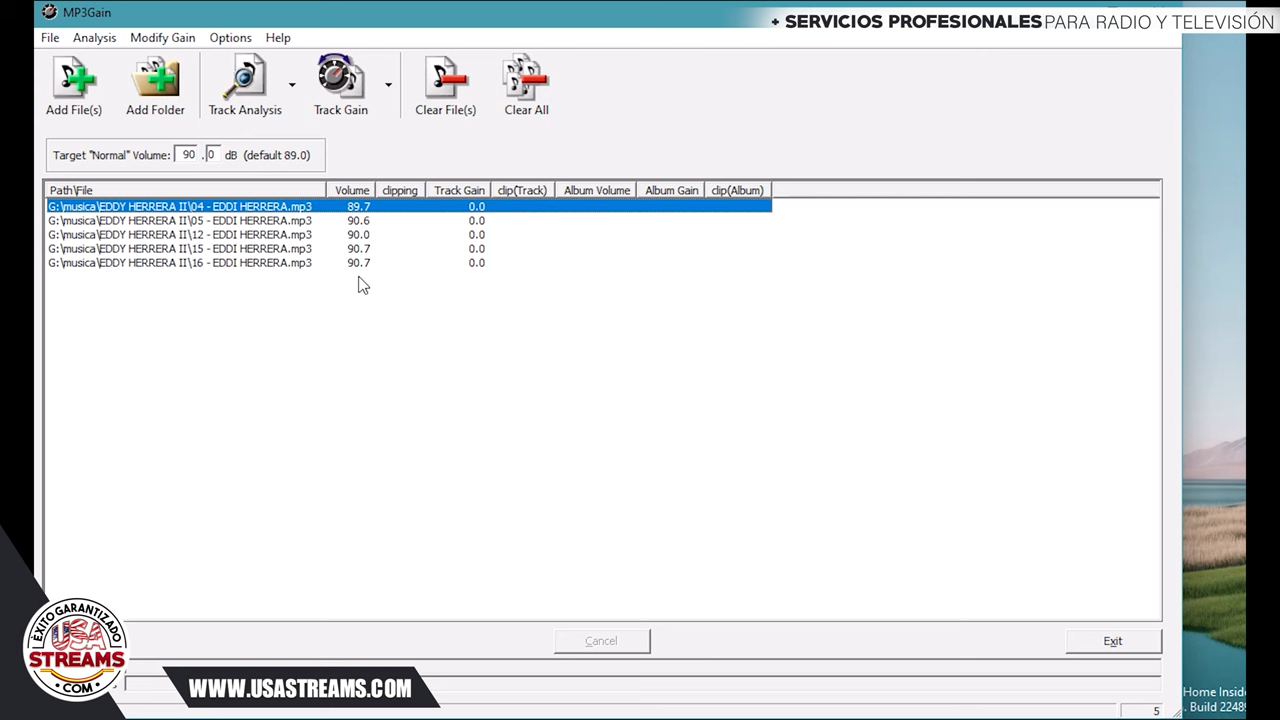 MP3Gain
+ SERVICIOS PROFESIONALES PARA RADIO Y TELEVISIÓN
File Analysis Modify Gain Options Help
Add File(s) Add Folder Track Analysis Track Gain Clear File(s) Clear All
Target "Normal" Volume: 90 .0 dB (default 89.0)
Path\File Volume clipping Track Gain clip(Track) Album Volume Album Gain clip(Album)
G:\musica\EDDY HERRERA II\04 - EDDI HERRERA.mp3 89.7 0.0
G:\musica\EDDY HERRERA II\05 - EDDI HERRERA.mp3 90.6 0.0
G:\musica\EDDY HERRERA II\12 - EDDI HERRERA.mp3 90.0 0.0
G:\musica\EDDY HERRERA II\15 - EDDI HERRERA.mp3 90.7 0.0
G:\musica\EDDY HERRERA II\16 - EDDI HERRERA.mp3 90.7 0.0
Cancel Exit
ÉXITO GARANTIZADO
USA
STREAMS
.COM
WWW.USASTREAMS.COM
Home Inside
. Build 2248
5